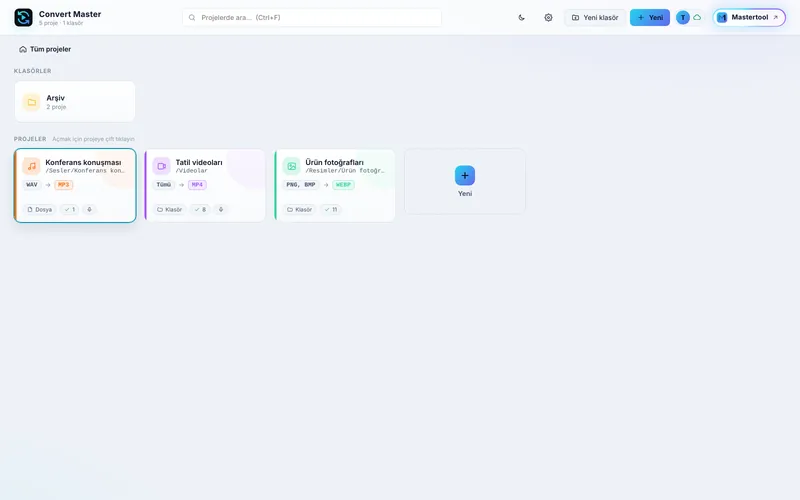 Convert Master
5 proje · 1 klasör
Projelerde ara... (Ctrl+F)
Yeni klasör
+ Yeni
T
Mastertool ↗
Tüm projeler
KLASÖRLER
Arşiv
2 proje
PROJELER Açmak için projeye çift tıklayın
Konferans konuşması
/Sesler/Konferans kon…
WAV → MP3
Dosya ✓ 1
Tatil videoları
/Videolar
Tümü → MP4
Klasör ✓ 8
Ürün fotoğrafları
/Resimler/Ürün fotoğr…
PNG, BMP → WEBP
Klasör ✓ 11
Yeni